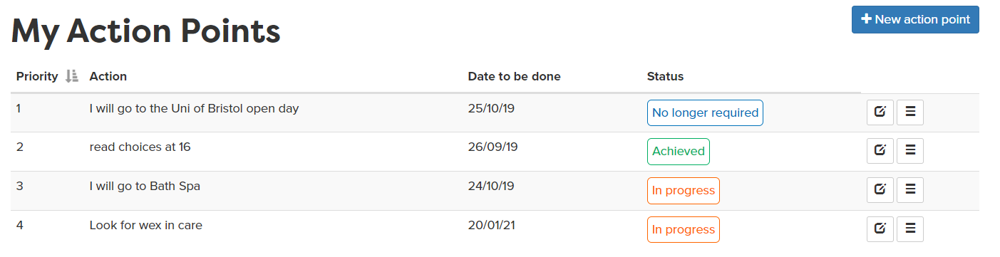 My Action Points
New action point
Priority Action Date to be done Status
1 I will go to the Uni of Bristol open day 25/10/19 No longer required
2 read choices at 16 26/09/19 Achieved
3 I will go to Bath Spa 24/10/19 In progress
4 Look for wex in care 20/01/21 In progress